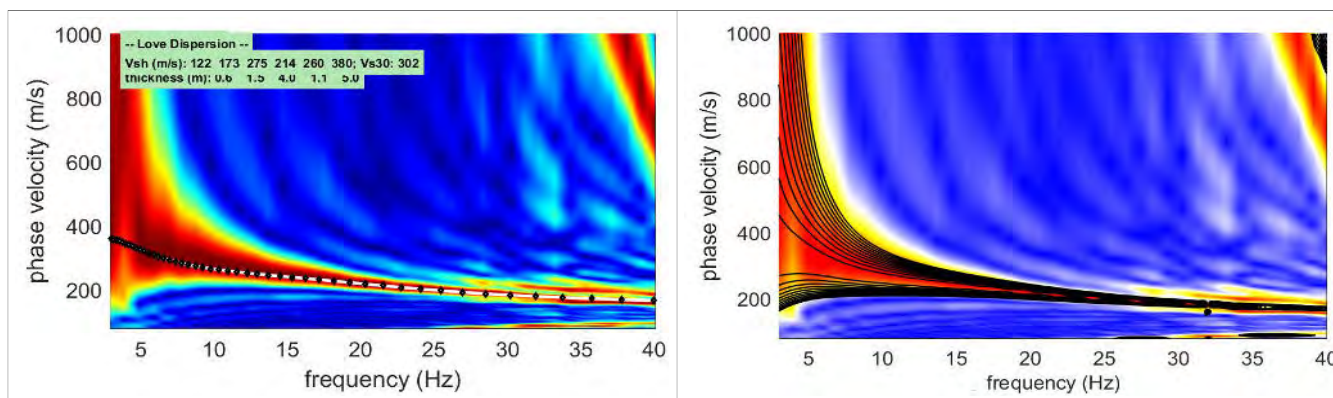 -- Love Dispersion --
Vsh (m/s): 122 173 275 214 260 380; Vs30: 302
thickness (m): 0.6 1.5 4.0 1.1 5.0
1000
800
600
400
200
phase velocity (m/s)
5 10 15 20 25 30 35 40
frequency (Hz)
1000
800
600
400
200
phase velocity (m/s)
5 10 15 20 25 30 35 40
frequency (Hz)